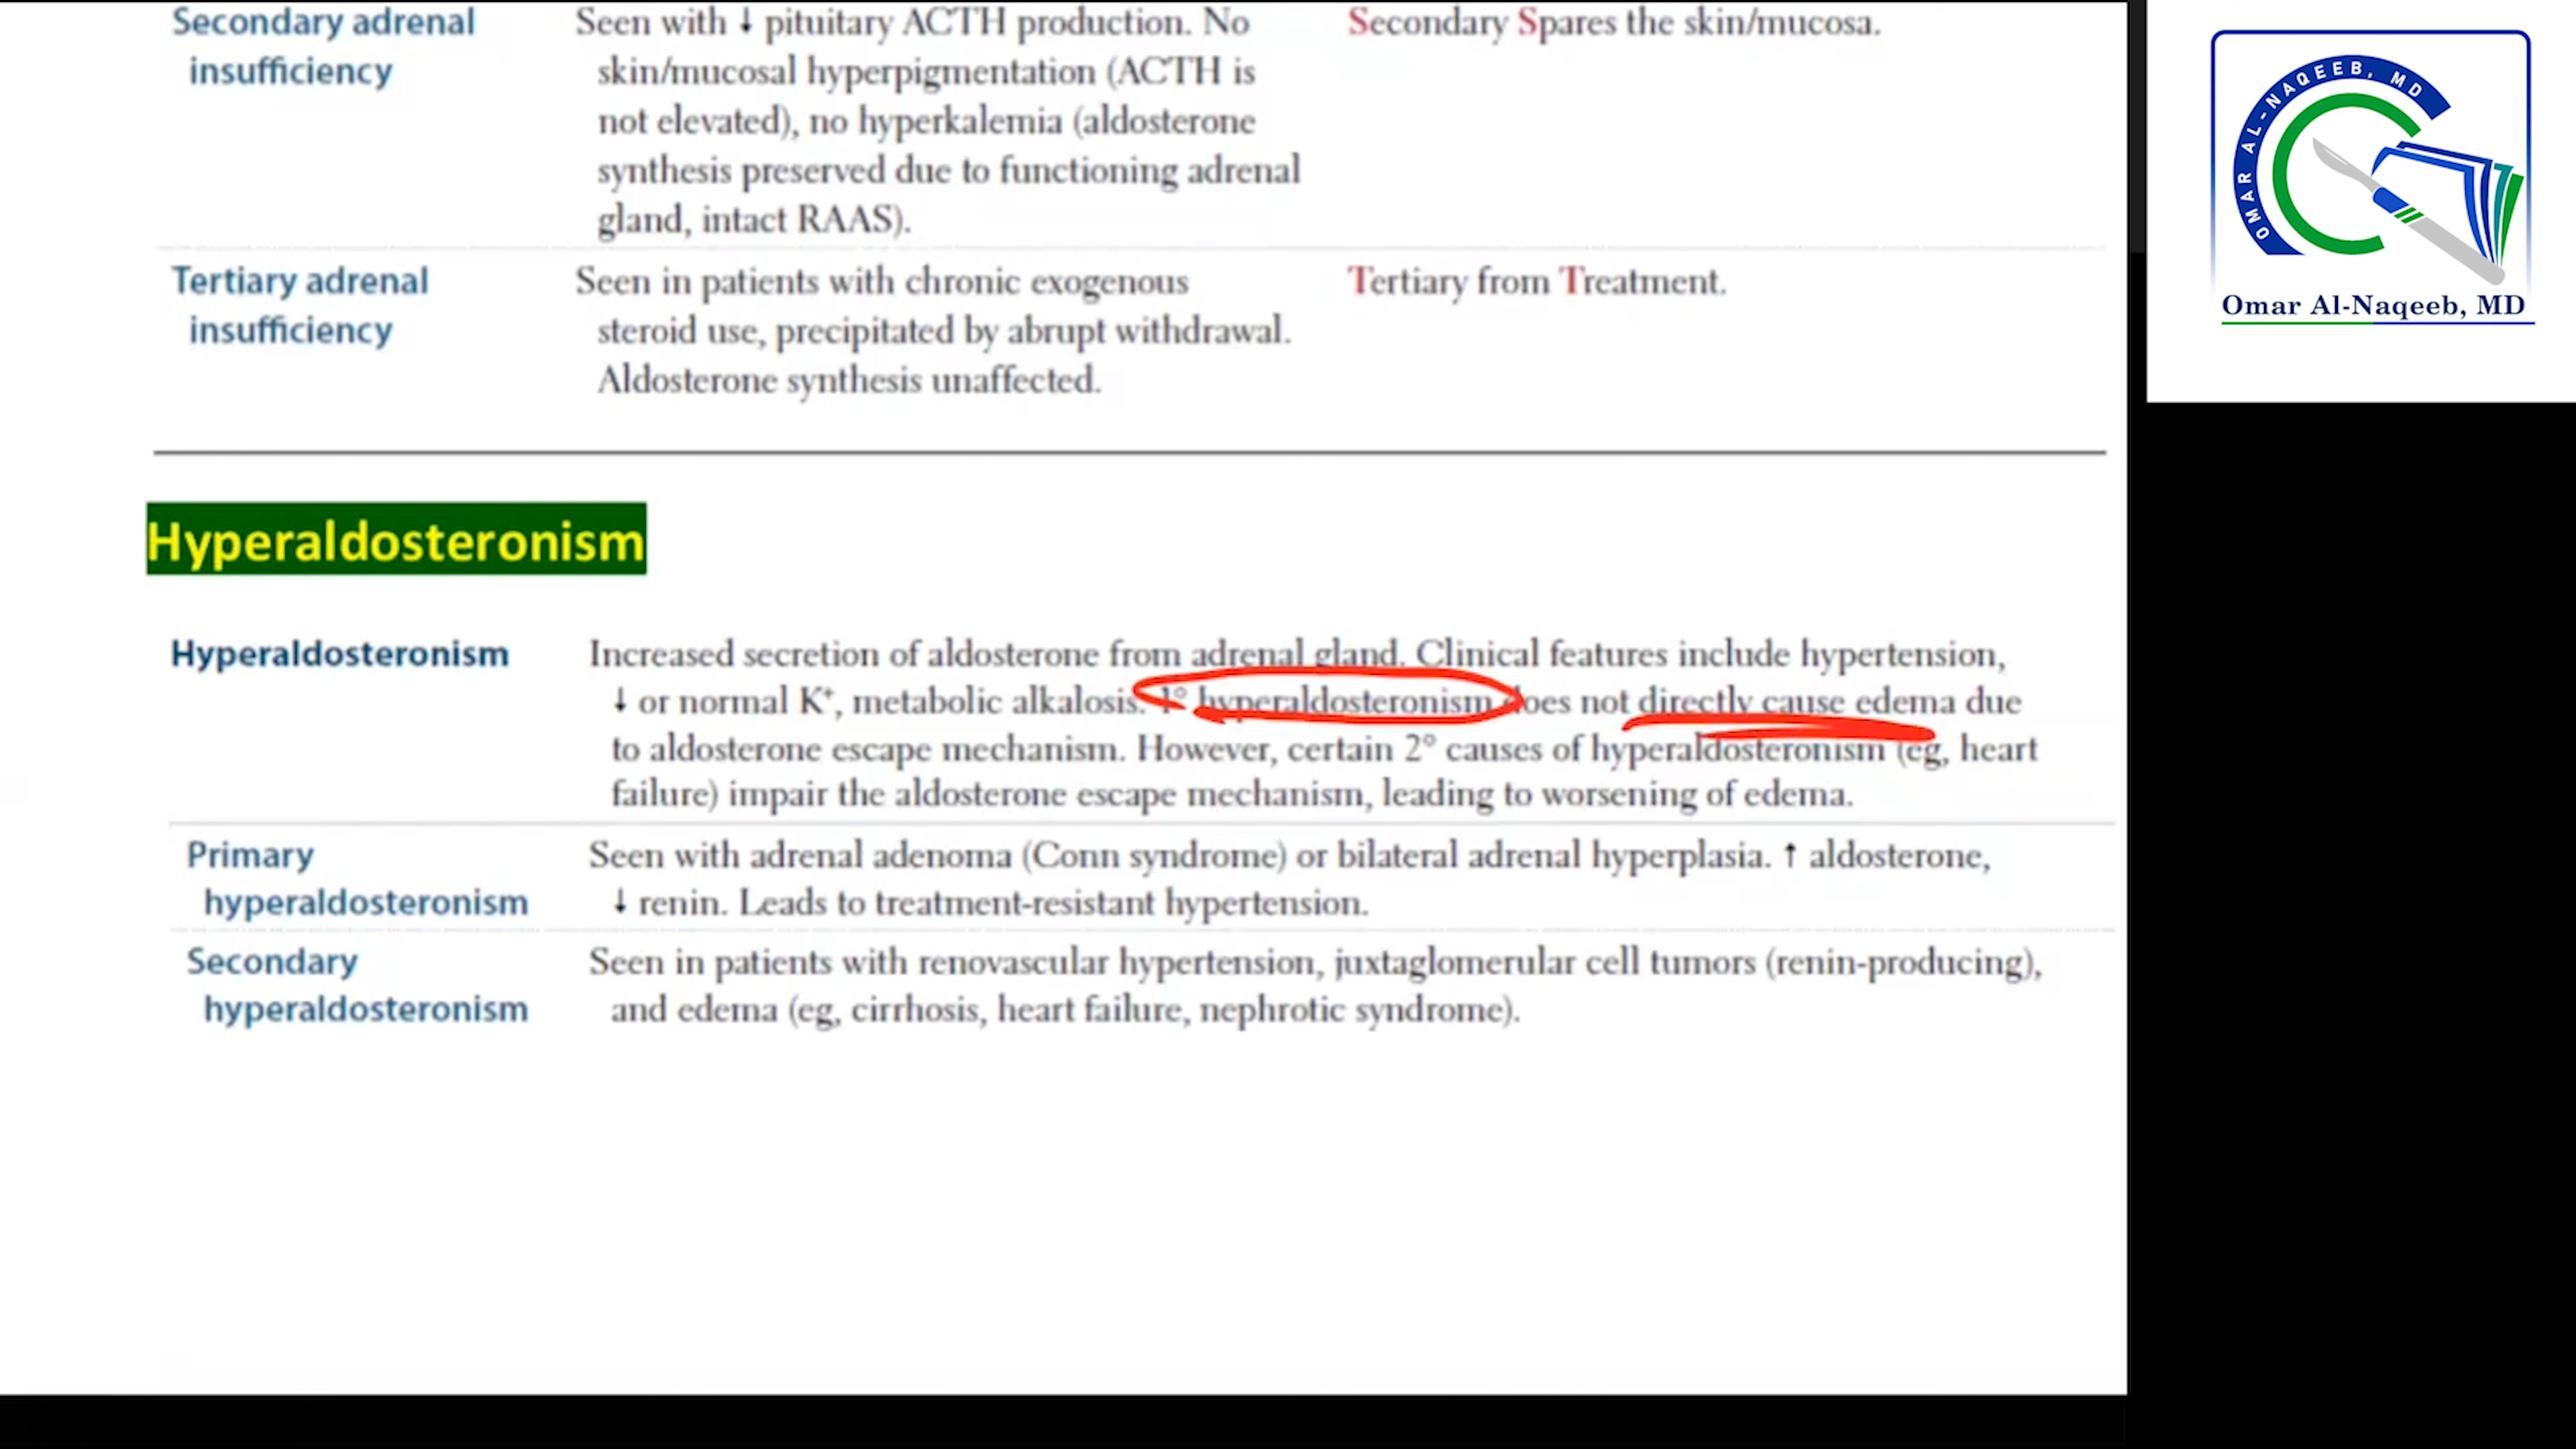 Secondary adrenal insufficiency
Seen with ↓ pituitary ACTH production. No
skin/mucosal hyperpigmentation (ACTH is
not elevated), no hyperkalemia (aldosterone
synthesis preserved due to functioning adrenal
gland, intact RAAS).
Secondary Spares the skin/mucosa.
Tertiary adrenal insufficiency
Seen in patients with chronic exogenous
steroid use, precipitated by abrupt withdrawal.
Aldosterone synthesis unaffected.
Tertiary from Treatment.
Hyperaldosteronism
Hyperaldosteronism
Increased secretion of aldosterone from adrenal gland. Clinical features include hypertension,
↓ or normal K⁺, metabolic alkalosis. 1° hyperaldosteronism does not directly cause edema due
to aldosterone escape mechanism. However, certain 2° causes of hyperaldosteronism (eg, heart
failure) impair the aldosterone escape mechanism, leading to worsening of edema.
Primary
hyperaldosteronism
Seen with adrenal adenoma (Conn syndrome) or bilateral adrenal hyperplasia. ↑ aldosterone,
↓ renin. Leads to treatment-resistant hypertension.
Secondary
hyperaldosteronism
Seen in patients with renovascular hypertension, juxtaglomerular cell tumors (renin-producing),
and edema (eg, cirrhosis, heart failure, nephrotic syndrome).
OMAR AL-NAQEEB, MD
Omar Al-Naqeeb, MD